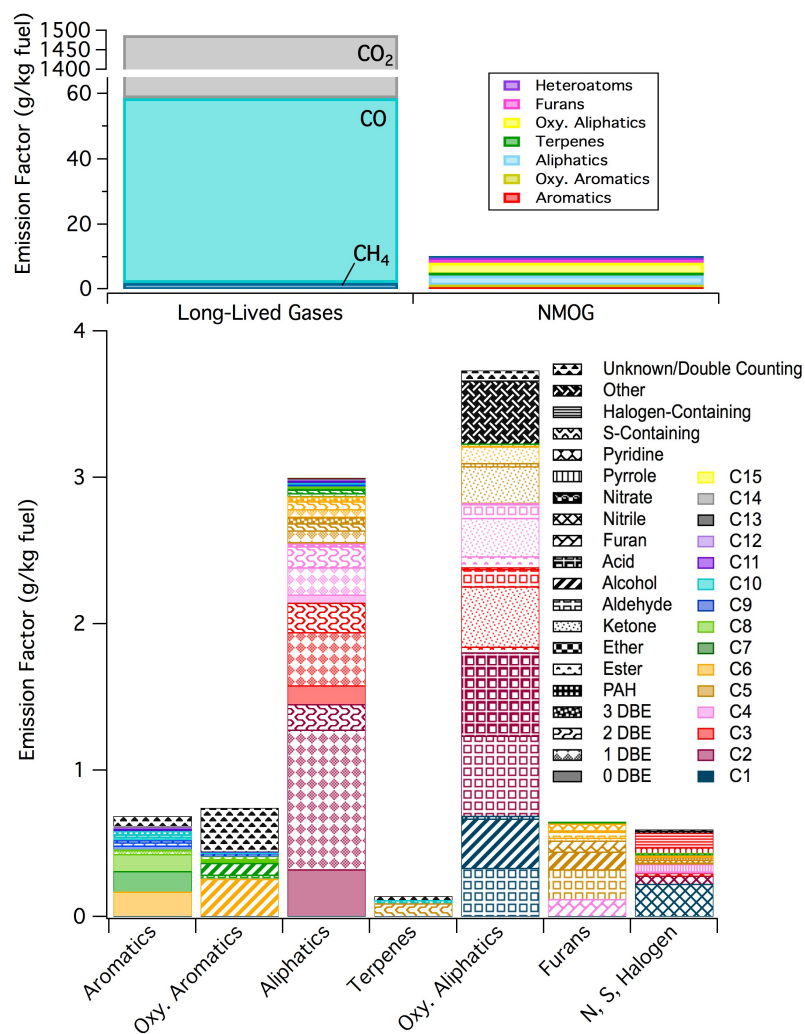 Emission Factor (g/kg fuel)
1500
1450
1400
60
40
20
0
CO₂
CO
CH₄
Heteroatoms
Furans
Oxy. Aliphatics
Terpenes
Aliphatics
Oxy. Aromatics
Aromatics
Long-Lived Gases
NMOG
Emission Factor (g/kg fuel)
4
3
2
1
0
Unknown/Double Counting
Other
Halogen-Containing
S-Containing
Pyridine
Pyrrole
Nitrate
Nitrile
Furan
Acid
Alcohol
Aldehyde
Ketone
Ether
Ester
PAH
3 DBE
2 DBE
1 DBE
0 DBE
C15
C14
C13
C12
C11
C10
C9
C8
C7
C6
C5
C4
C3
C2
C1
Aromatics
Oxy. Aromatics
Aliphatics
Terpenes
Oxy. Aliphatics
Furans
N, S, Halogen